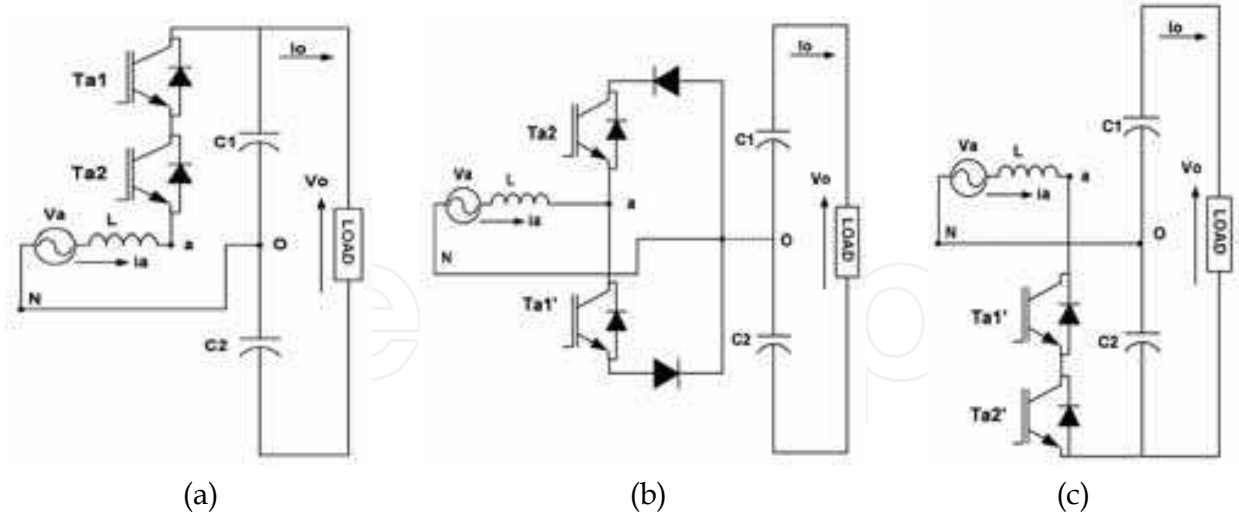 Io
Ta1
C1
Ta2
Vo
LOAD
Va
L
a
O
Ia
N
C2
(a)
Io
Ta2
C1
Vo
LOAD
Va
L
a
O
Ia
N
Ta1'
C2
(b)
Io
C1
Va
L
a
Vo
LOAD
Ia
N
O
Ta1'
C2
Ta2'
(c)